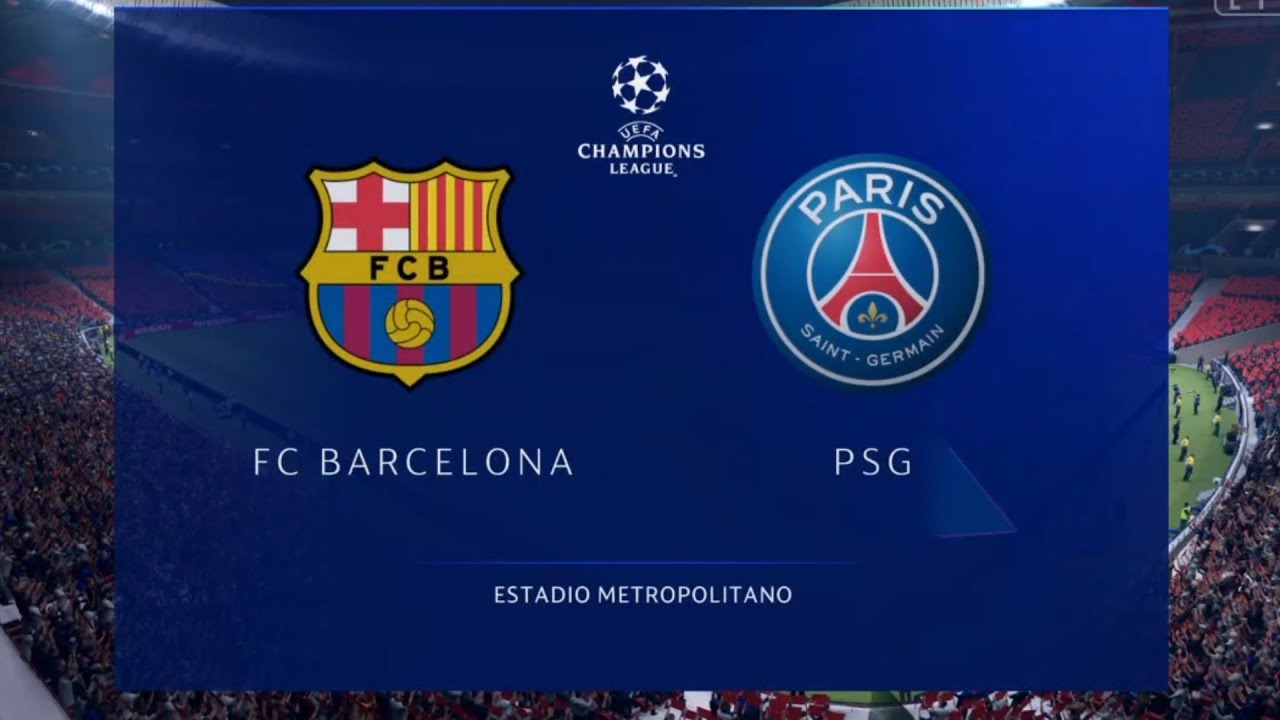 UEFA
CHAMPIONS
LEAGUE
FCB
PARIS
SAINT-GERMAIN
FC BARCELONA
PSG
ESTADIO METROPOLITANO